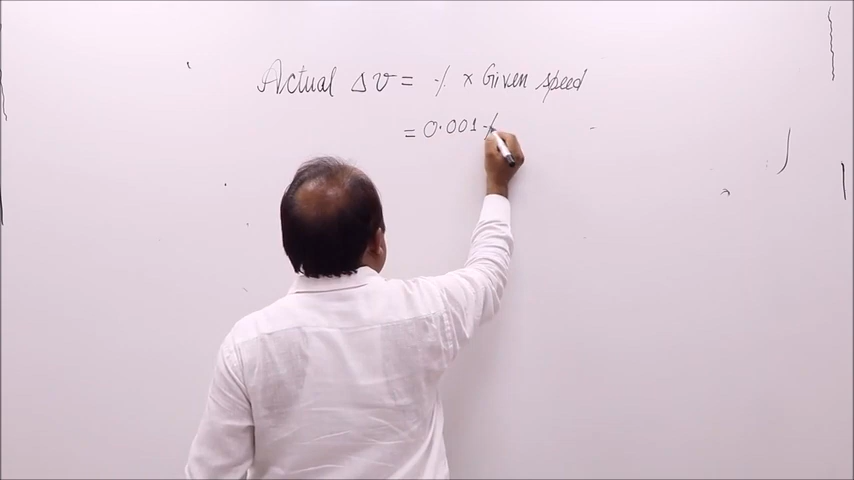 Actual Δv = % × Given speed
= 0.001 %